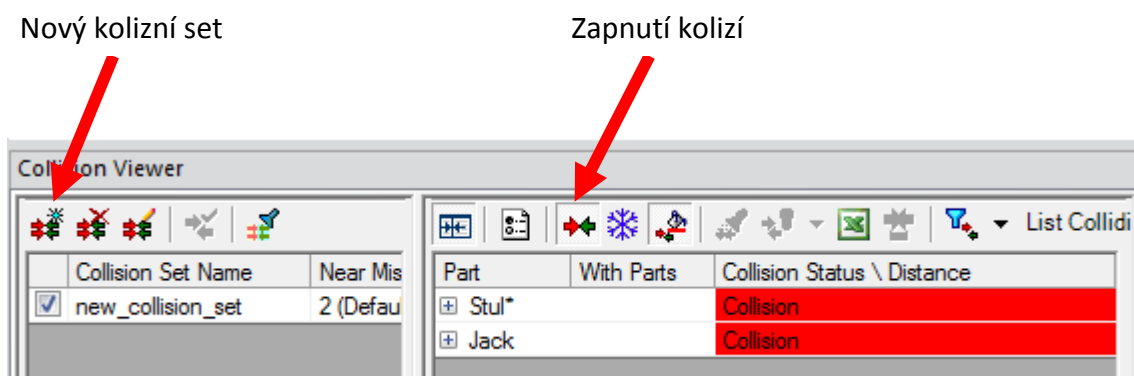 Nový kolizní set
Zapnutí kolizí
Collision Viewer
List Collidi
Collision Set Name Near Mis
new_collision_set 2 (Defau
Part With Parts Collision Status \ Distance
Stul* Collision
Jack Collision